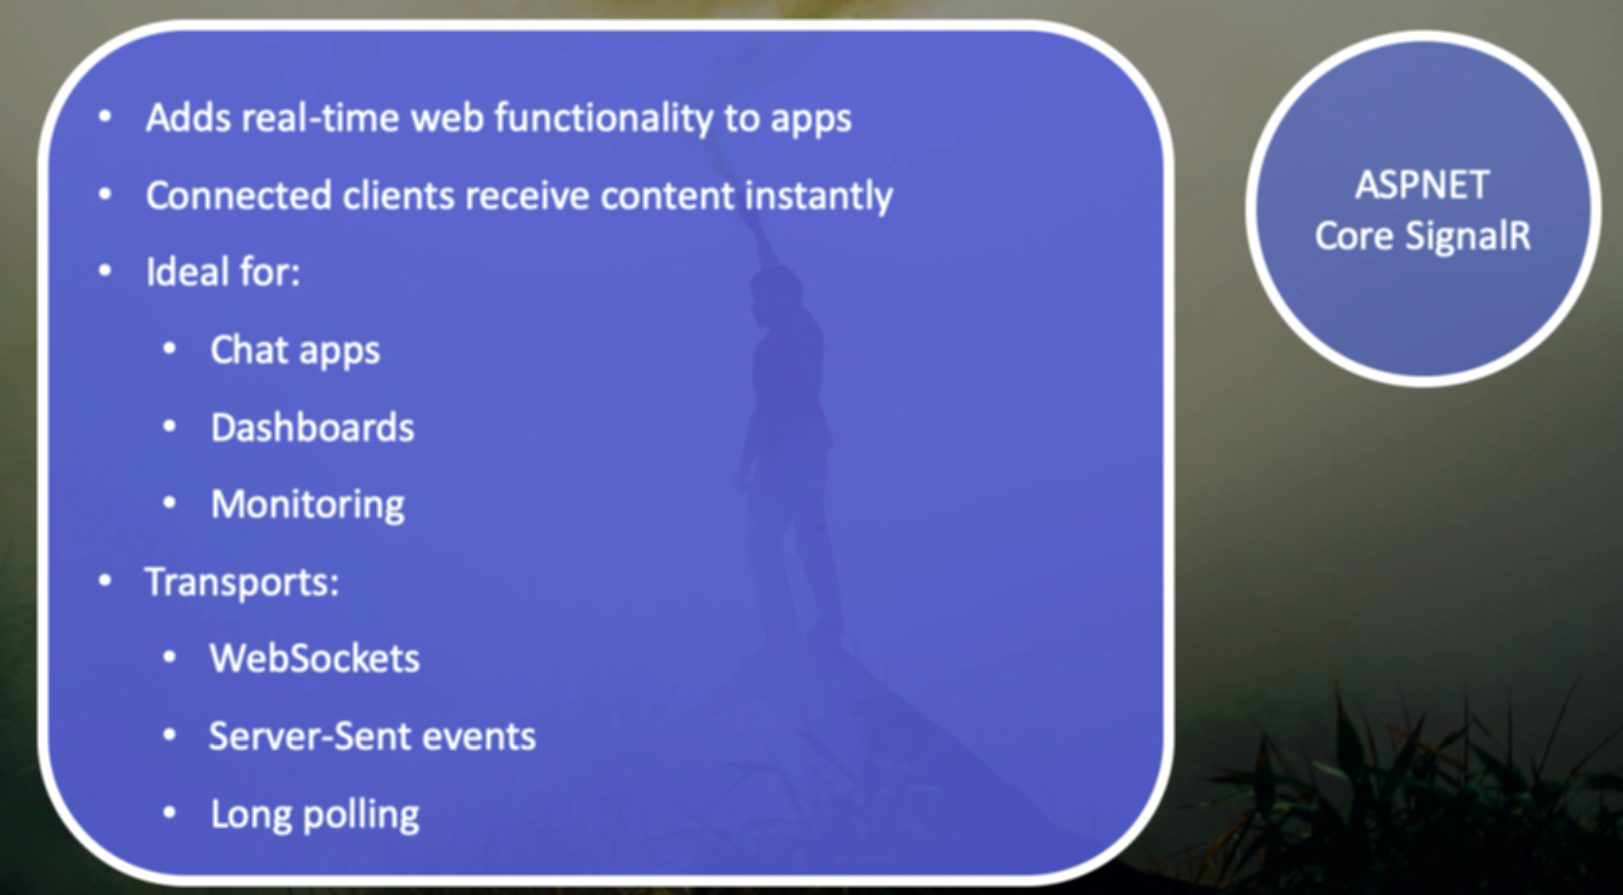 • Adds real-time web functionality to apps
• Connected clients receive content instantly
• Ideal for:
• Chat apps
• Dashboards
• Monitoring
• Transports:
• WebSockets
• Server-Sent events
• Long polling
ASPNET
Core SignalR